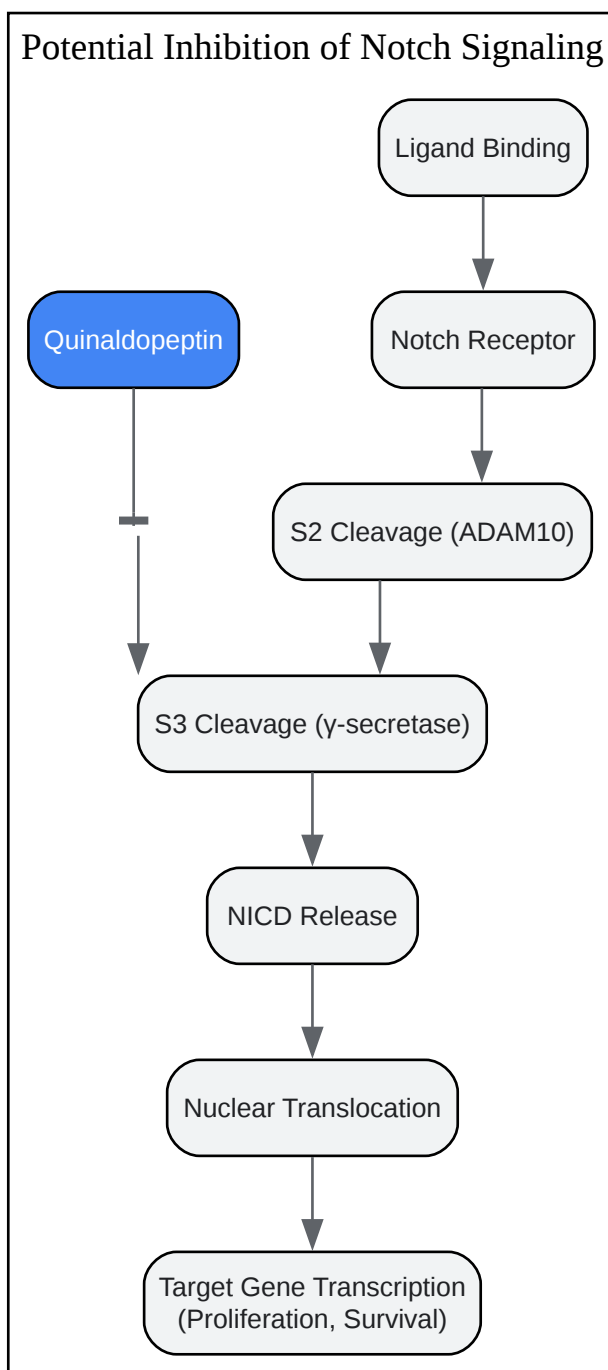 Potential Inhibition of Notch Signaling
Ligand Binding
Quinaldopeptin
Notch Receptor
S2 Cleavage (ADAM10)
S3 Cleavage (γ-secretase)
NICD Release
Nuclear Translocation
Target Gene Transcription
(Proliferation, Survival)